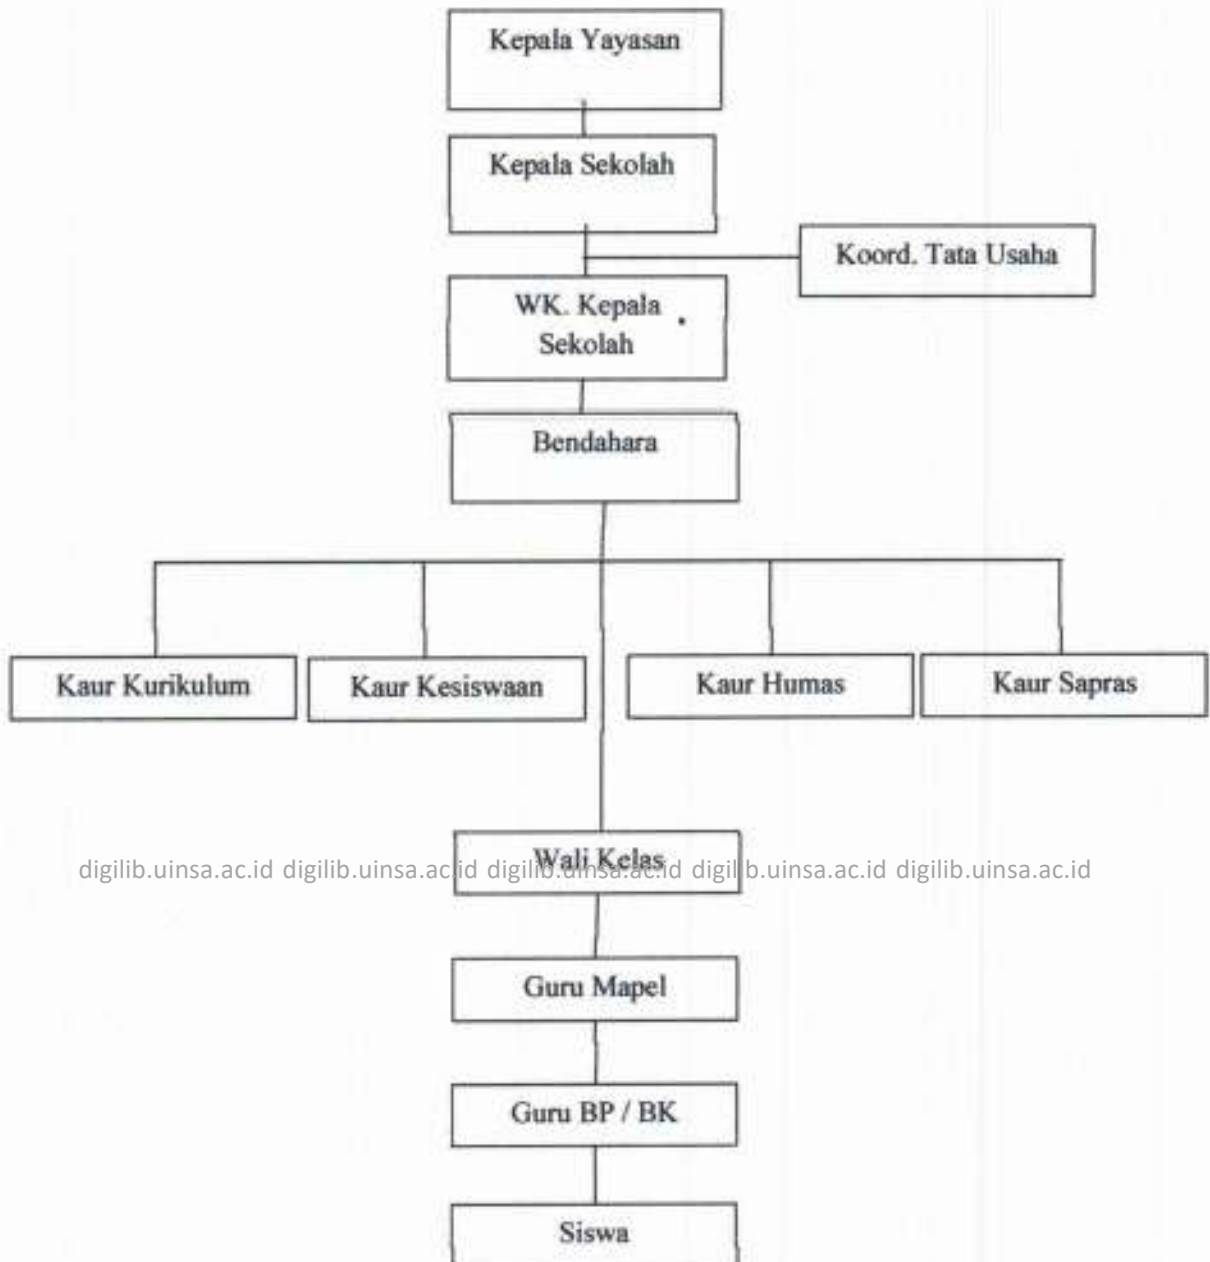 Kepala Yayasan
Kepala Sekolah
Koord. Tata Usaha
WK. Kepala
Sekolah
Bendahara
Kaur Kurikulum
Kaur Kesiswaan
Kaur Humas
Kaur Sapras
Wali Kelas
digilib.uinsa.ac.id digilib.uinsa.ac.id digilib.uinsa.ac.id digilib.uinsa.ac.id digilib.uinsa.ac.id
Guru Mapel
Guru BP / BK
Siswa